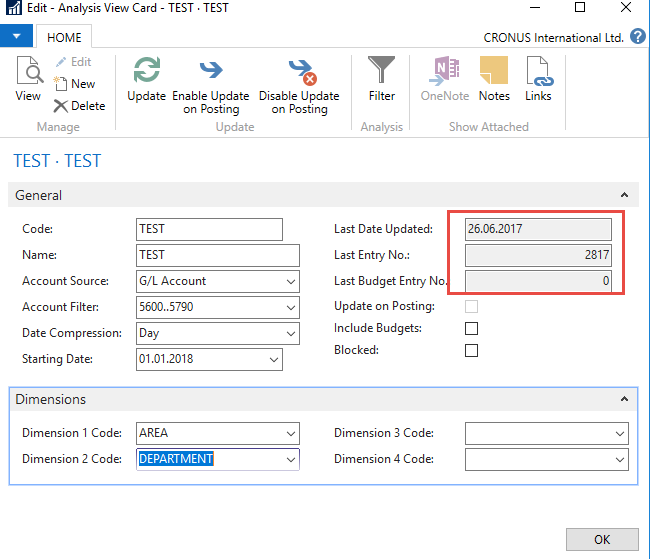 Edit - Analysis View Card - TEST · TEST
HOME
CRONUS International Ltd.
View
Edit
New
Delete
Manage
Update
Enable Update on Posting
Disable Update on Posting
Update
Filter
Analysis
OneNote
Notes
Links
Show Attached
TEST · TEST
General
Code: TEST
Last Date Updated: 26.06.2017
Name: TEST
Last Entry No.: 2817
Account Source: G/L Account
Last Budget Entry No. 0
Account Filter: 5600..5790
Update on Posting:
Date Compression: Day
Include Budgets:
Starting Date: 01.01.2018
Blocked:
Dimensions
Dimension 1 Code: AREA
Dimension 3 Code:
Dimension 2 Code: DEPARTMENT
Dimension 4 Code:
OK